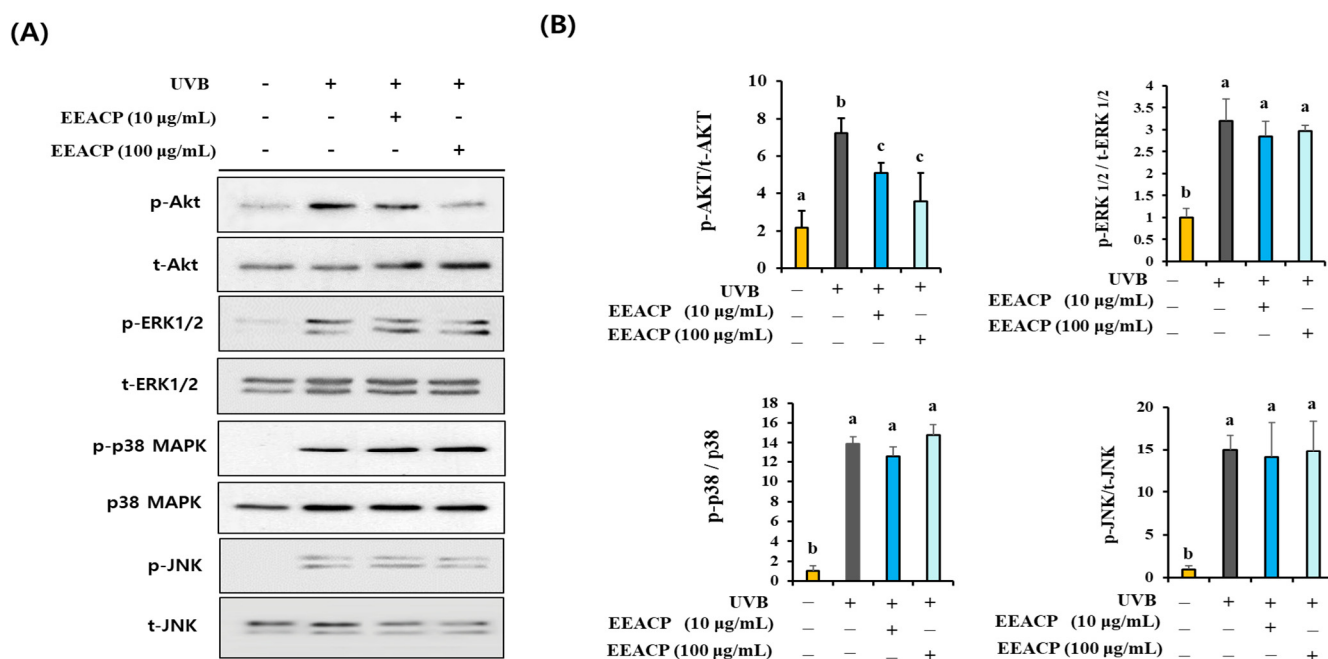 (A)
UVB - + + +
EEACP (10 μg/mL) - - + -
EEACP (100 μg/mL) - - - +
p-Akt
t-Akt
p-ERK1/2
t-ERK1/2
p-p38 MAPK
p38 MAPK
p-JNK
t-JNK
(B)
p-AKT/t-AKT
10
8
6
4
2
0
a b c c
UVB – + + +
EEACP (10 μg/mL) – – + –
EEACP (100 μg/mL) – – – +
p-ERK 1/2 / t-ERK 1/2
4
3.5
3
2.5
2
1.5
1
0.5
0
b a a a
UVB – + + +
EEACP (10 μg/mL) – – + –
EEACP (100 μg/mL) – – – +
p-p38 / p38
18
16
14
12
10
8
6
4
2
0
b a a a
UVB – + + +
EEACP (10 μg/mL) – – + –
EEACP (100 μg/mL) – – – +
p-JNK/t-JNK
20
15
10
5
0
b a a a
UVB – + + +
EEACP (10 μg/mL) – – + –
EEACP (100 μg/mL) – – – +